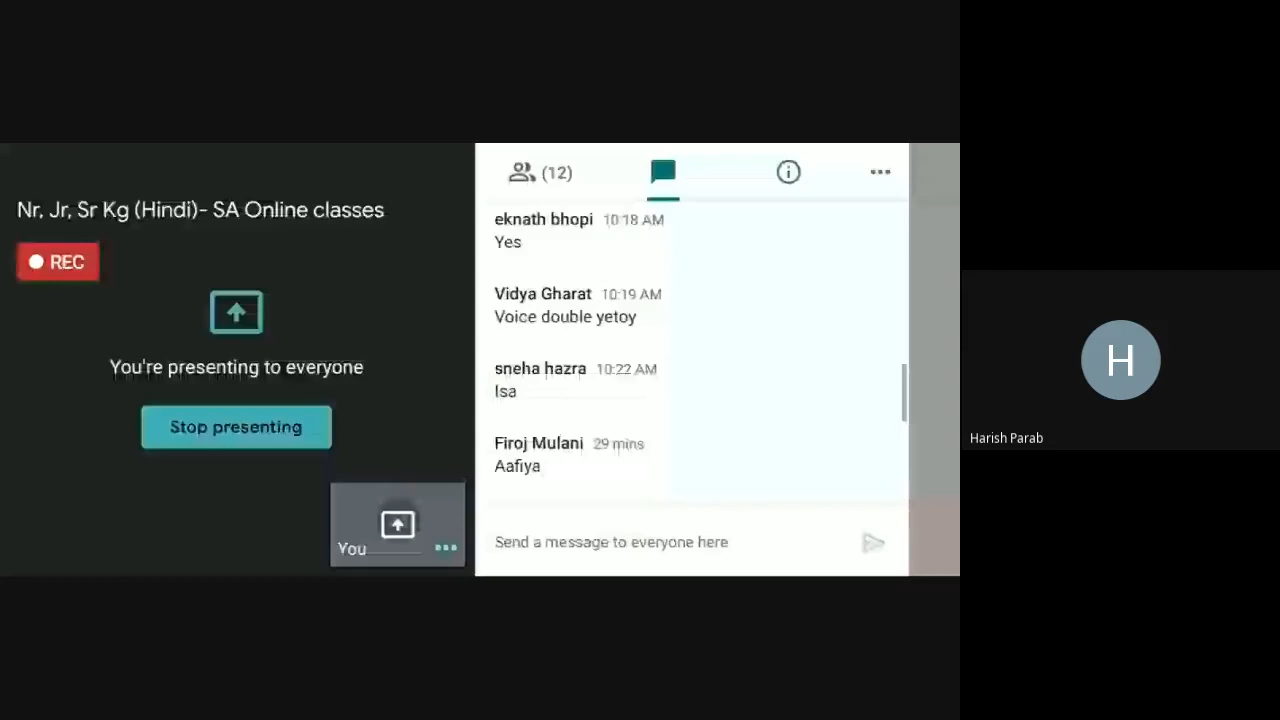 Nr, Jr, Sr Kg (Hindi)- SA Online classes
REC
You're presenting to everyone
Stop presenting
You
(12)
eknath bhopi 10:18 AM
Yes
Vidya Gharat 10:19 AM
Voice double yetoy
sneha hazra 10:22 AM
Isa
Firoj Mulani 29 mins
Aafiya
Send a message to everyone here
H
Harish Parab